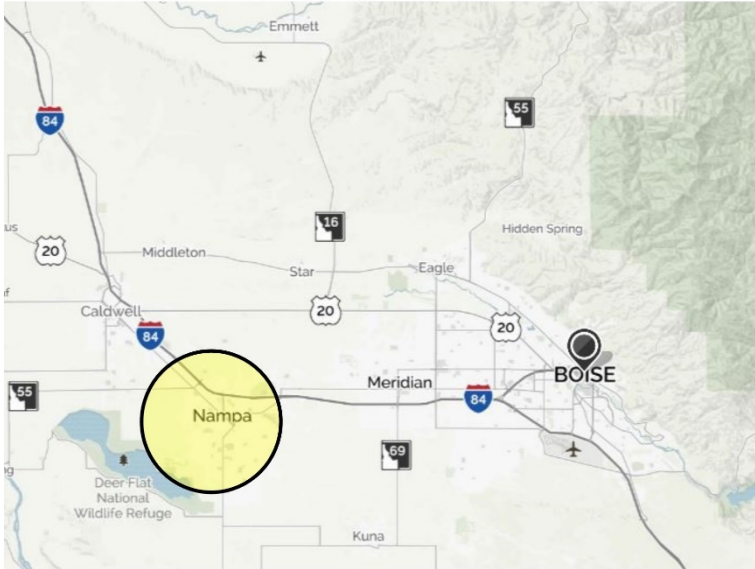 Emmett
84
55
16
Hidden Spring
us
20
Middleton
Star
Eagle
Caldwell
20
20
84
BOISE
Meridian
55
84
Nampa
69
Deer Flat
National
Wildlife Refuge
ng
Kuna